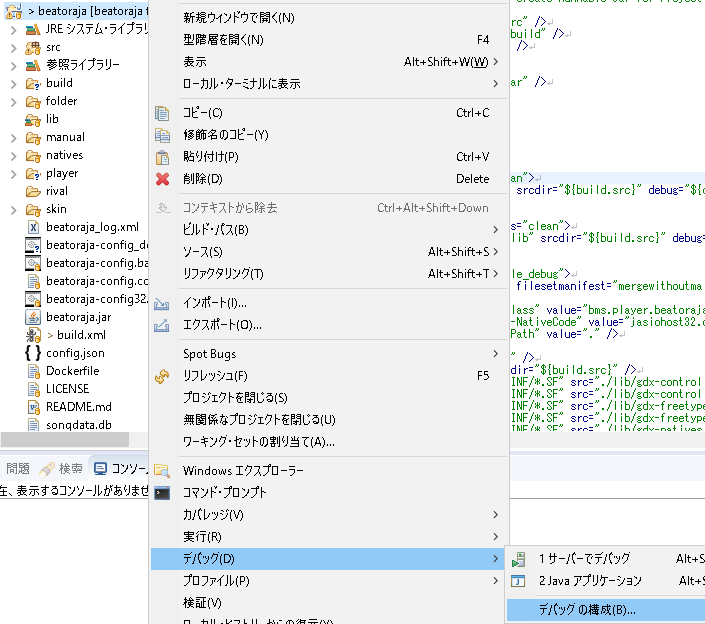 > beatoraja [beatoraja
JRE システム・ライブラリ
src
参照ライブラリー
build
folder
lib
manual
natives
player
rival
skin
beatoraja_log.xml
beatoraja-config_de
beatoraja-config.ba
beatoraja-config.co
beatoraja-config32.
beatoraja.jar
> build.xml
config.json
Dockerfile
LICENSE
README.md
songdata.db
問題 検索 コンソー
在、表示するコンソールがありませ
新規ウィンドウで開く(N)
型階層を開く(N) F4
表示 Alt+Shift+W(W)
ローカル・ターミナルに表示
コピー(C) Ctrl+C
修飾名のコピー(Y)
貼り付け(P) Ctrl+V
削除(D) Delete
コンテキストから除去 Ctrl+Alt+Shift+Down
ビルド・パス(B)
ソース(S) Alt+Shift+S
リファクタリング(T) Alt+Shift+T
インポート(I)...
エクスポート(O)...
Spot Bugs
リフレッシュ(F) F5
プロジェクトを閉じる(S)
無関係なプロジェクトを閉じる(U)
ワーキング・セットの割り当て(A)...
Windows エクスプローラー
コマンド・プロンプト
カバレッジ(V)
実行(R)
デバッグ(D)
プロファイル(P)
検証(V)
ローカル・ヒストリーからの復元(Y)
1 サーバーでデバッグ Alt+S
2 Java アプリケーション Alt+S
デバッグの構成(B)...
rc" />
build" />
" />
ar" />
an">
srcdir="${build.src}" debug="${d
s="clean">
lib" srcdir="${build.src}" debug=
le_debug">
filesetmanifest="mergewithoutma
lass" value="bms.player.beatoraja
-NativeCode" value="jasiohost32.d
Path" value="." />
" />
dir="${build.src}" />
INF/*.SF" src="./lib/gdx-control
INF/*.SF" src="./lib/gdx-control
INF/*.SF" src="./lib/gdx-freetype
INF/*.SF" src="./lib/gdx-freetype
INF/*.SF" src="./lib/gdx-natives